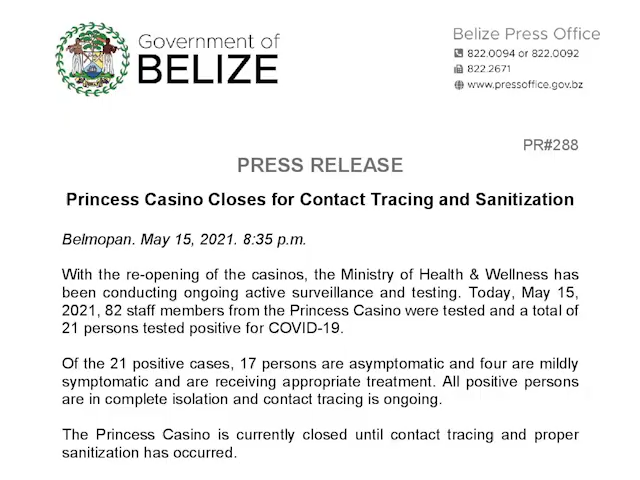 Government of
BELIZE
Belize Press Office
822.0094 or 822.0092
822.2671
www.pressoffice.gov.bz
PR#288
PRESS RELEASE
Princess Casino Closes for Contact Tracing and Sanitization
Belmopan. May 15, 2021. 8:35 p.m.
With the re-opening of the casinos, the Ministry of Health & Wellness has
been conducting ongoing active surveillance and testing. Today, May 15,
2021, 82 staff members from the Princess Casino were tested and a total of
21 persons tested positive for COVID-19.
Of the 21 positive cases, 17 persons are asymptomatic and four are mildly
symptomatic and are receiving appropriate treatment. All positive persons
are in complete isolation and contact tracing is ongoing.
The Princess Casino is currently closed until contact tracing and proper
sanitization has occurred.